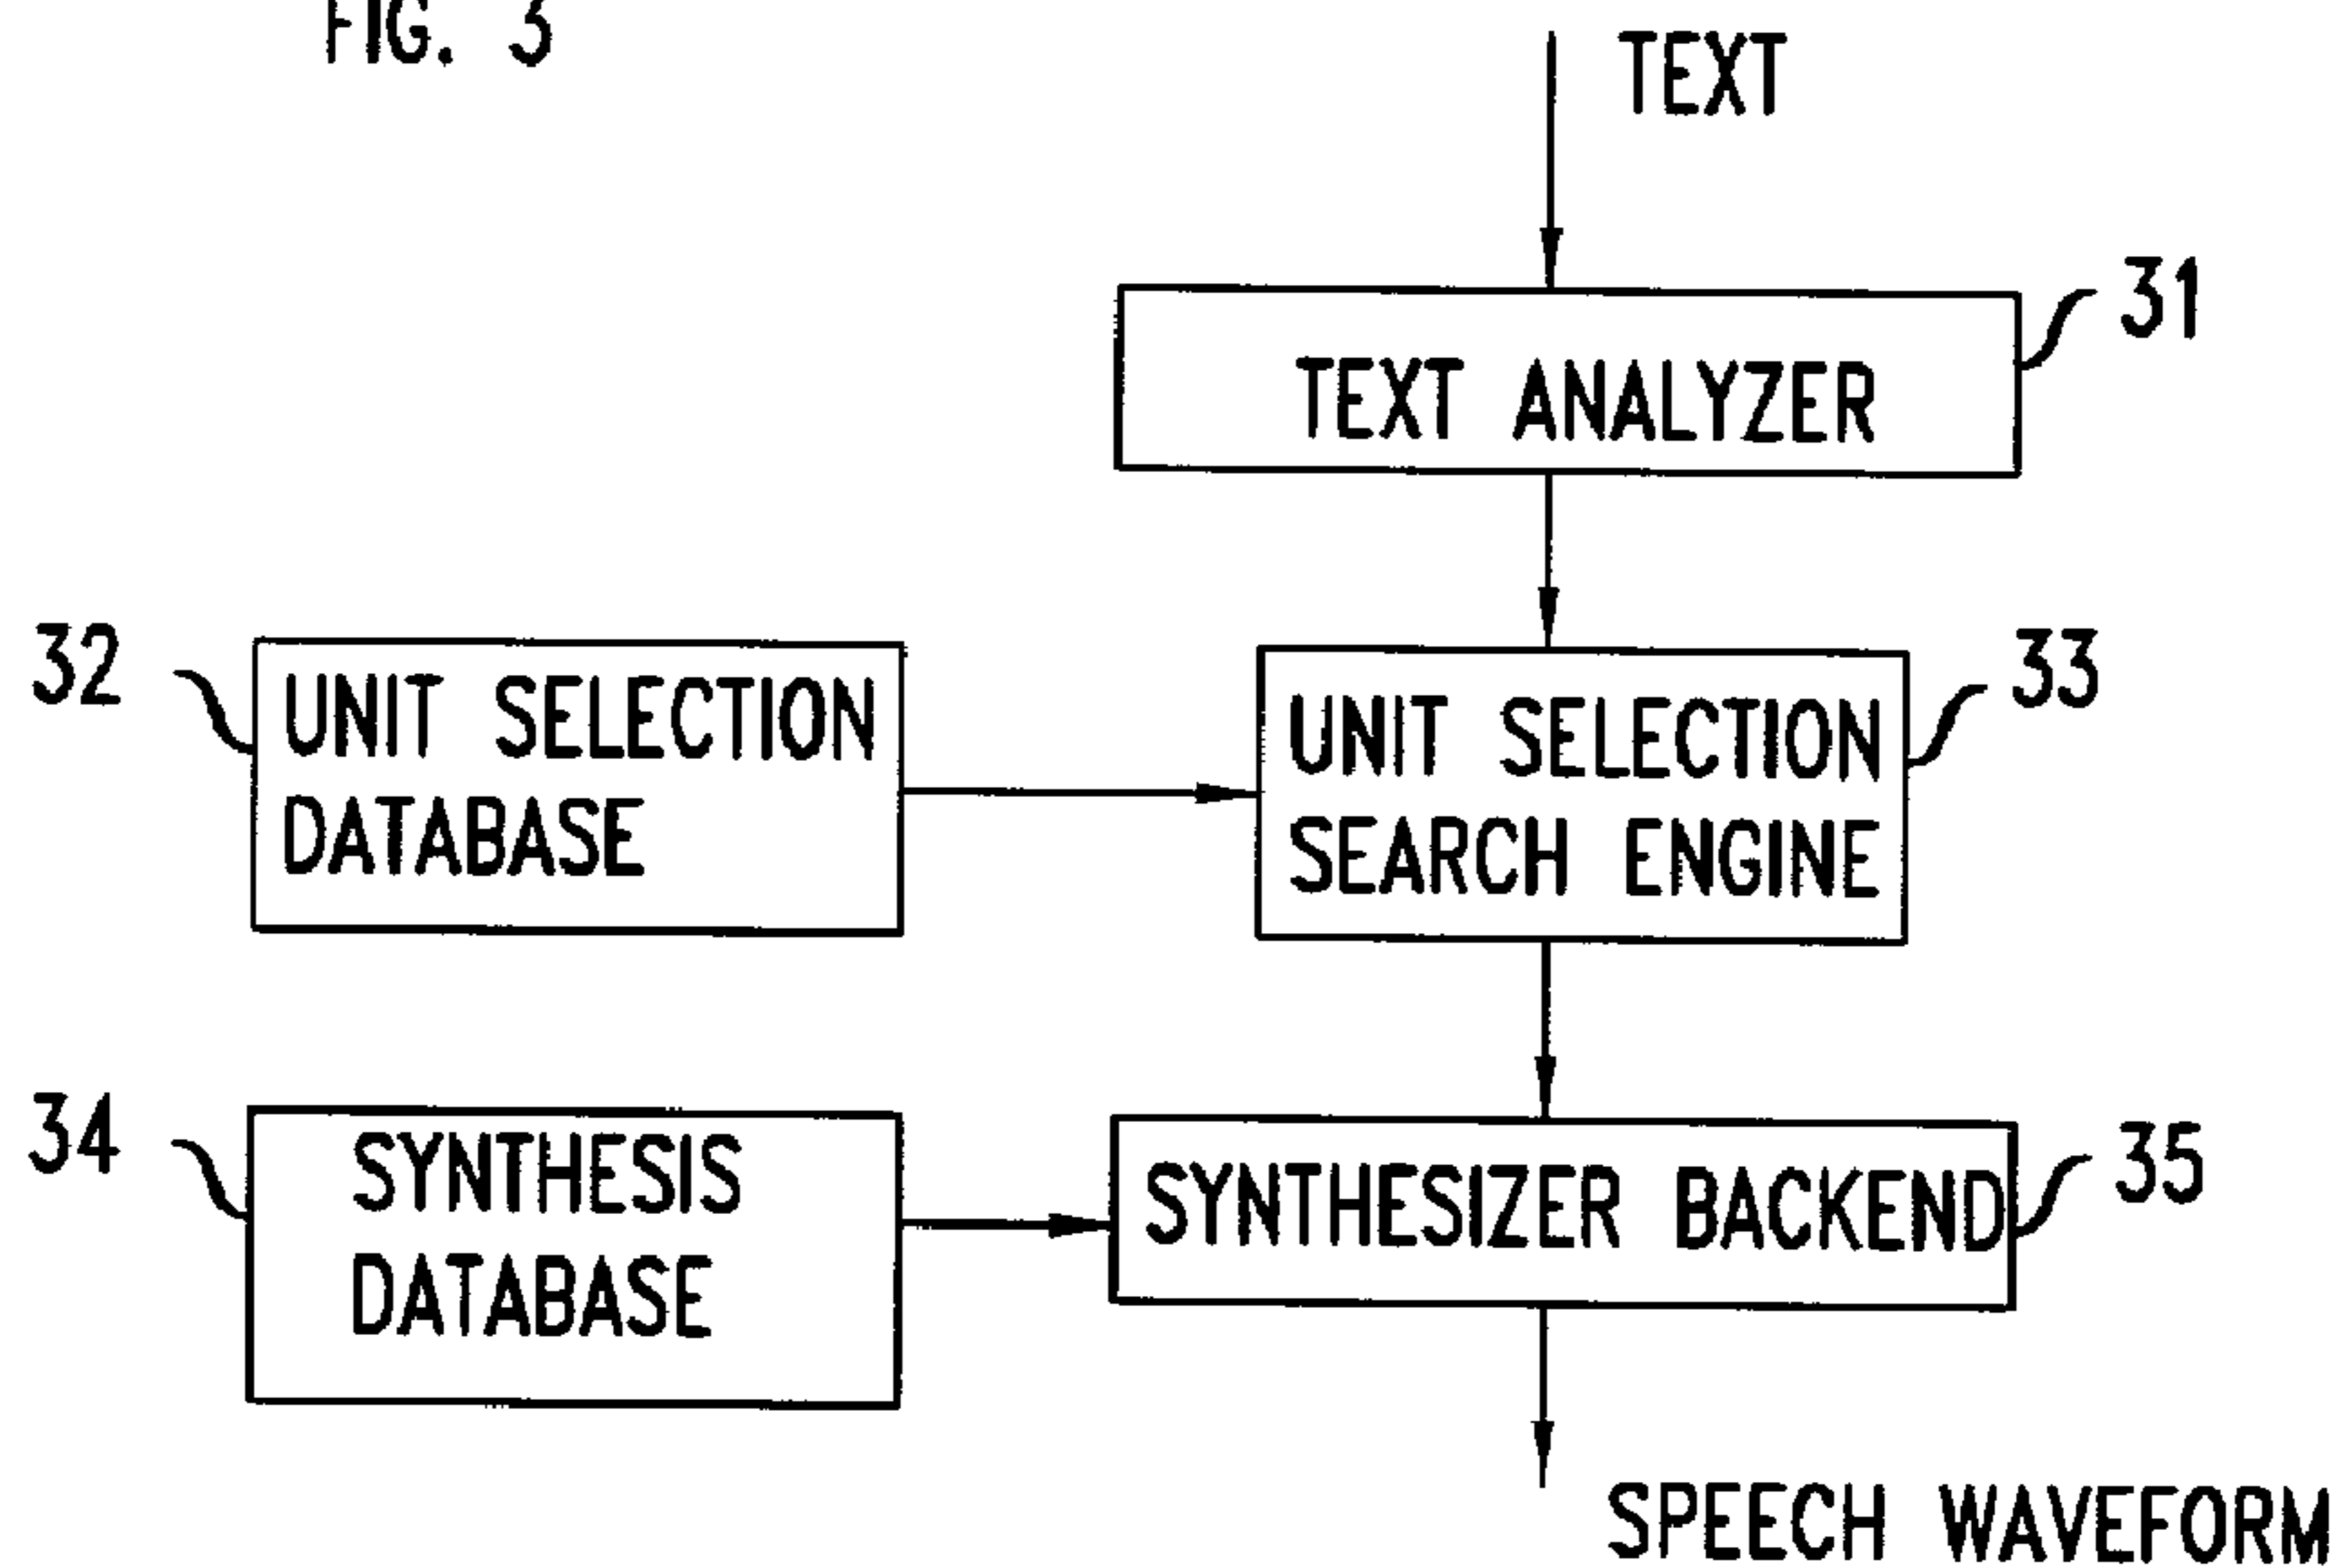 FIG. 3
TEXT
31
TEXT ANALYZER
32
UNIT SELECTION
DATABASE
33
UNIT SELECTION
SEARCH ENGINE
34
SYNTHESIS
DATABASE
35
SYNTHESIZER BACKEND
SPEECH WAVEFORM